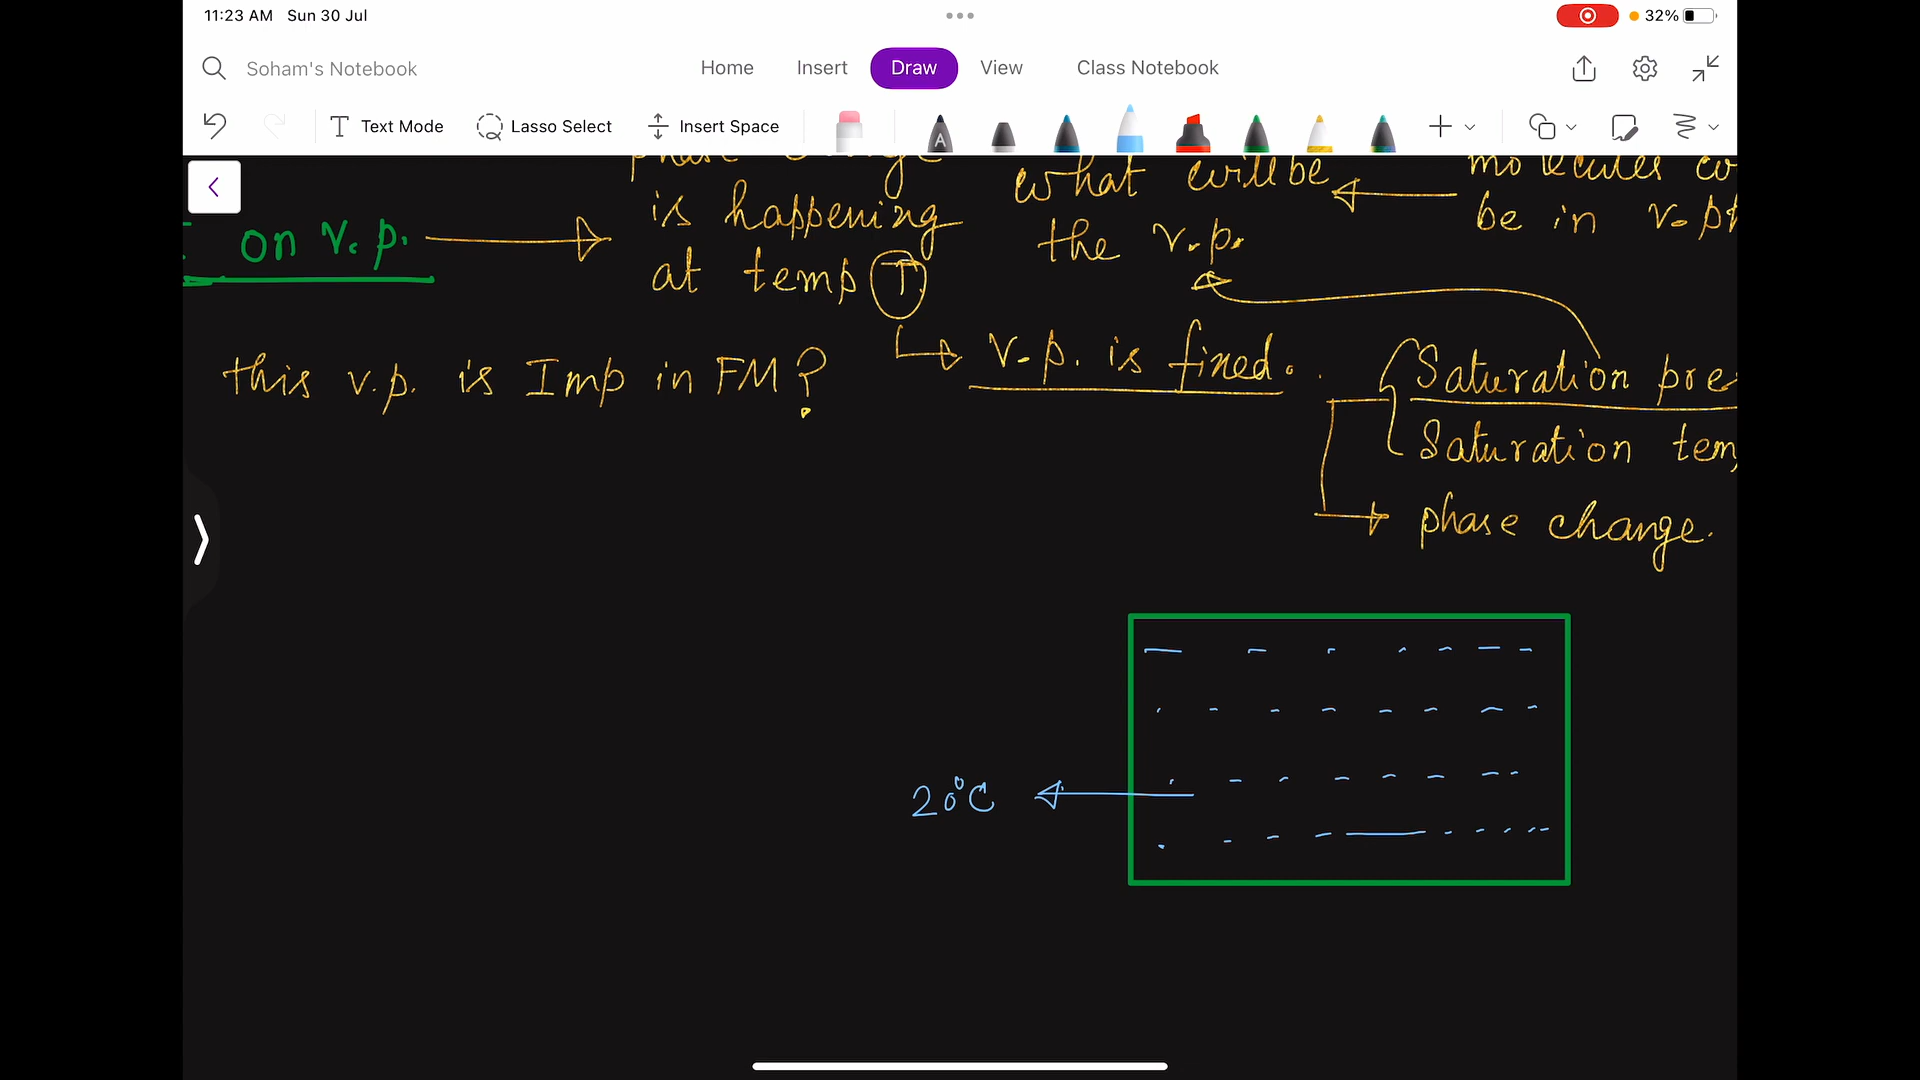 11:23 AM Sun 30 Jul
32%
Soham's Notebook
Home Insert Draw View Class Notebook
Text Mode Lasso Select Insert Space
A
is happening
at temp T
what will be
the v.p.
molecules
be in v.ph
on v.p.
v.p. is fixed.
this v.p. is Imp in FM?
Saturation pre
Saturation tem
phase change.
20°C